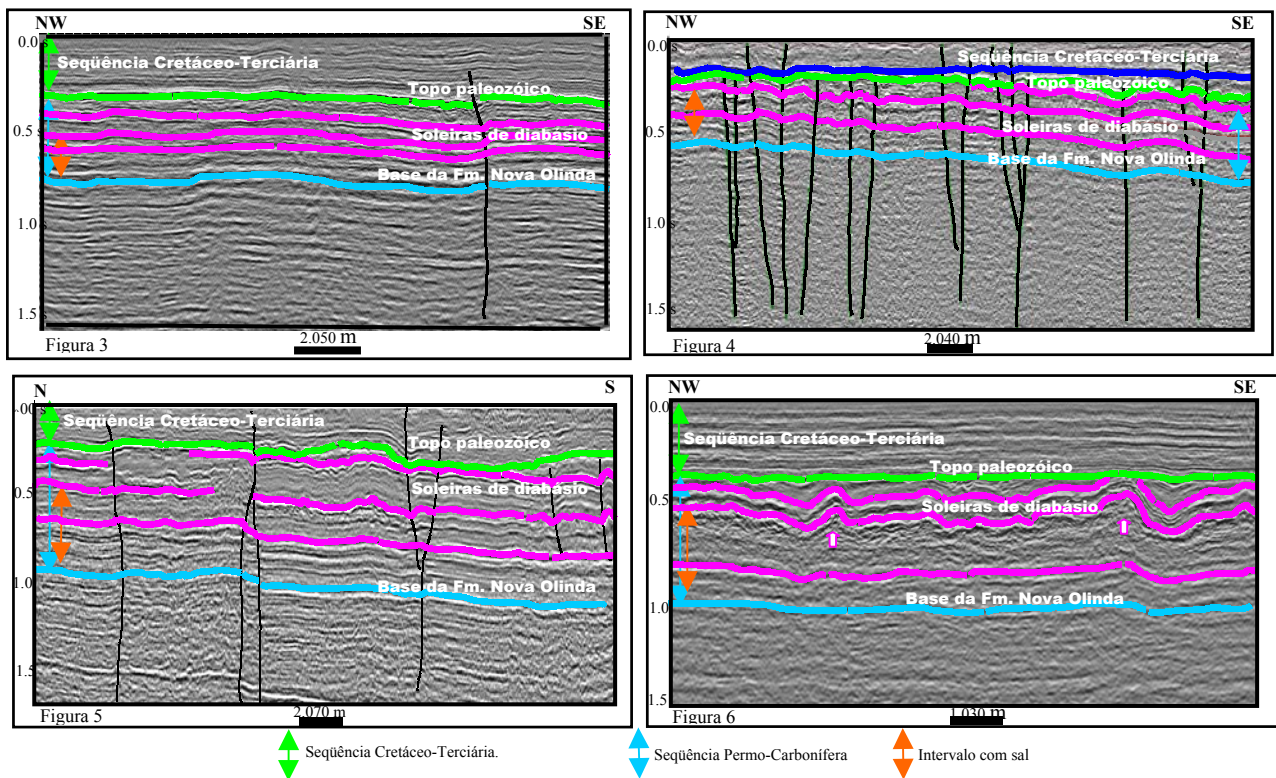 NW SE
0.0 s
Seqüência Cretáceo-Terciária
Topo paleozóico
0.5
Soleiras de diabásio
Base da Fm. Nova Olinda
1.0
1.5
Figura 3
2.050 m
NW SE
0.0
Seqüência Cretáceo-Terciária
Topo paleozóico
0.5
Soleiras de diabásio
Base da Fm. Nova Olinda
1.0
1.5
Figura 4
2.040 m
N S
.00 s
Seqüência Cretáceo-Terciária
Topo paleozóico
0.5
Soleiras de diabásio
1.0
Base da Fm. Nova Olinda
1.5
Figura 5
2.070 m
NW SE
0.0
Seqüência Cretáceo-Terciária
Topo paleozóico
0.5
Soleiras de diabásio
Base da Fm. Nova Olinda
1.0
1.5
Figura 6
1.030 m
Seqüência Cretáceo-Terciária.
Seqüência Permo-Carbonífera
Intervalo com sal